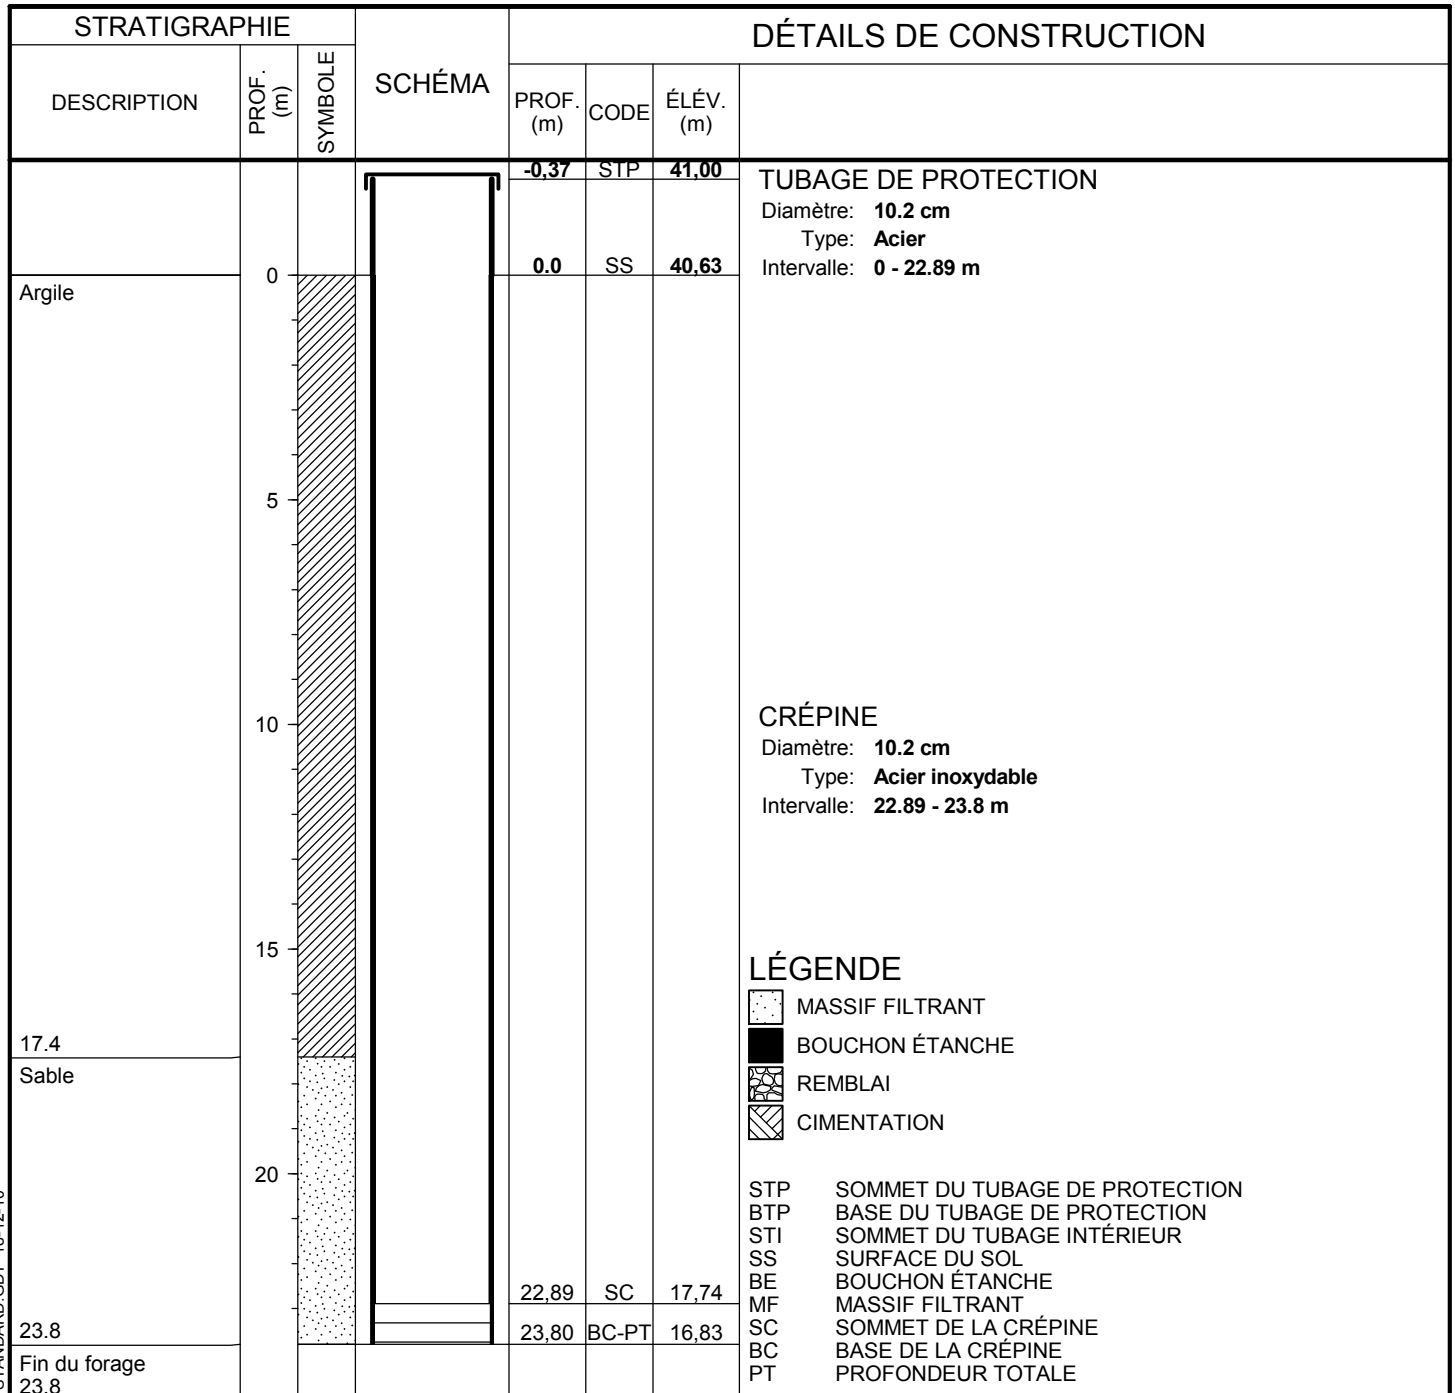 STRATIGRAPHIE
DESCRIPTION
PROF. (m)
SYMBOLE
SCHÉMA
DÉTAILS DE CONSTRUCTION
PROF. (m)
CODE
ÉLÉV. (m)
-0,37 STP 41,00
TUBAGE DE PROTECTION
Diamètre: 10.2 cm
Type: Acier
0.0 SS 40,63
Intervalle: 0 - 22.89 m
0
Argile
5
10
CRÉPINE
Diamètre: 10.2 cm
Type: Acier inoxydable
Intervalle: 22.89 - 23.8 m
15
LÉGENDE
MASSIF FILTRANT
BOUCHON ÉTANCHE
REMBLAI
CIMENTATION
17.4
Sable
20
STP SOMMET DU TUBAGE DE PROTECTION
BTP BASE DU TUBAGE DE PROTECTION
STI SOMMET DU TUBAGE INTÉRIEUR
SS SURFACE DU SOL
BE BOUCHON ÉTANCHE
MF MASSIF FILTRANT
SC SOMMET DE LA CRÉPINE
BC BASE DE LA CRÉPINE
PT PROFONDEUR TOTALE
22,89 SC 17,74
23.8
23,80 BC-PT 16,83
Fin du forage
23.8